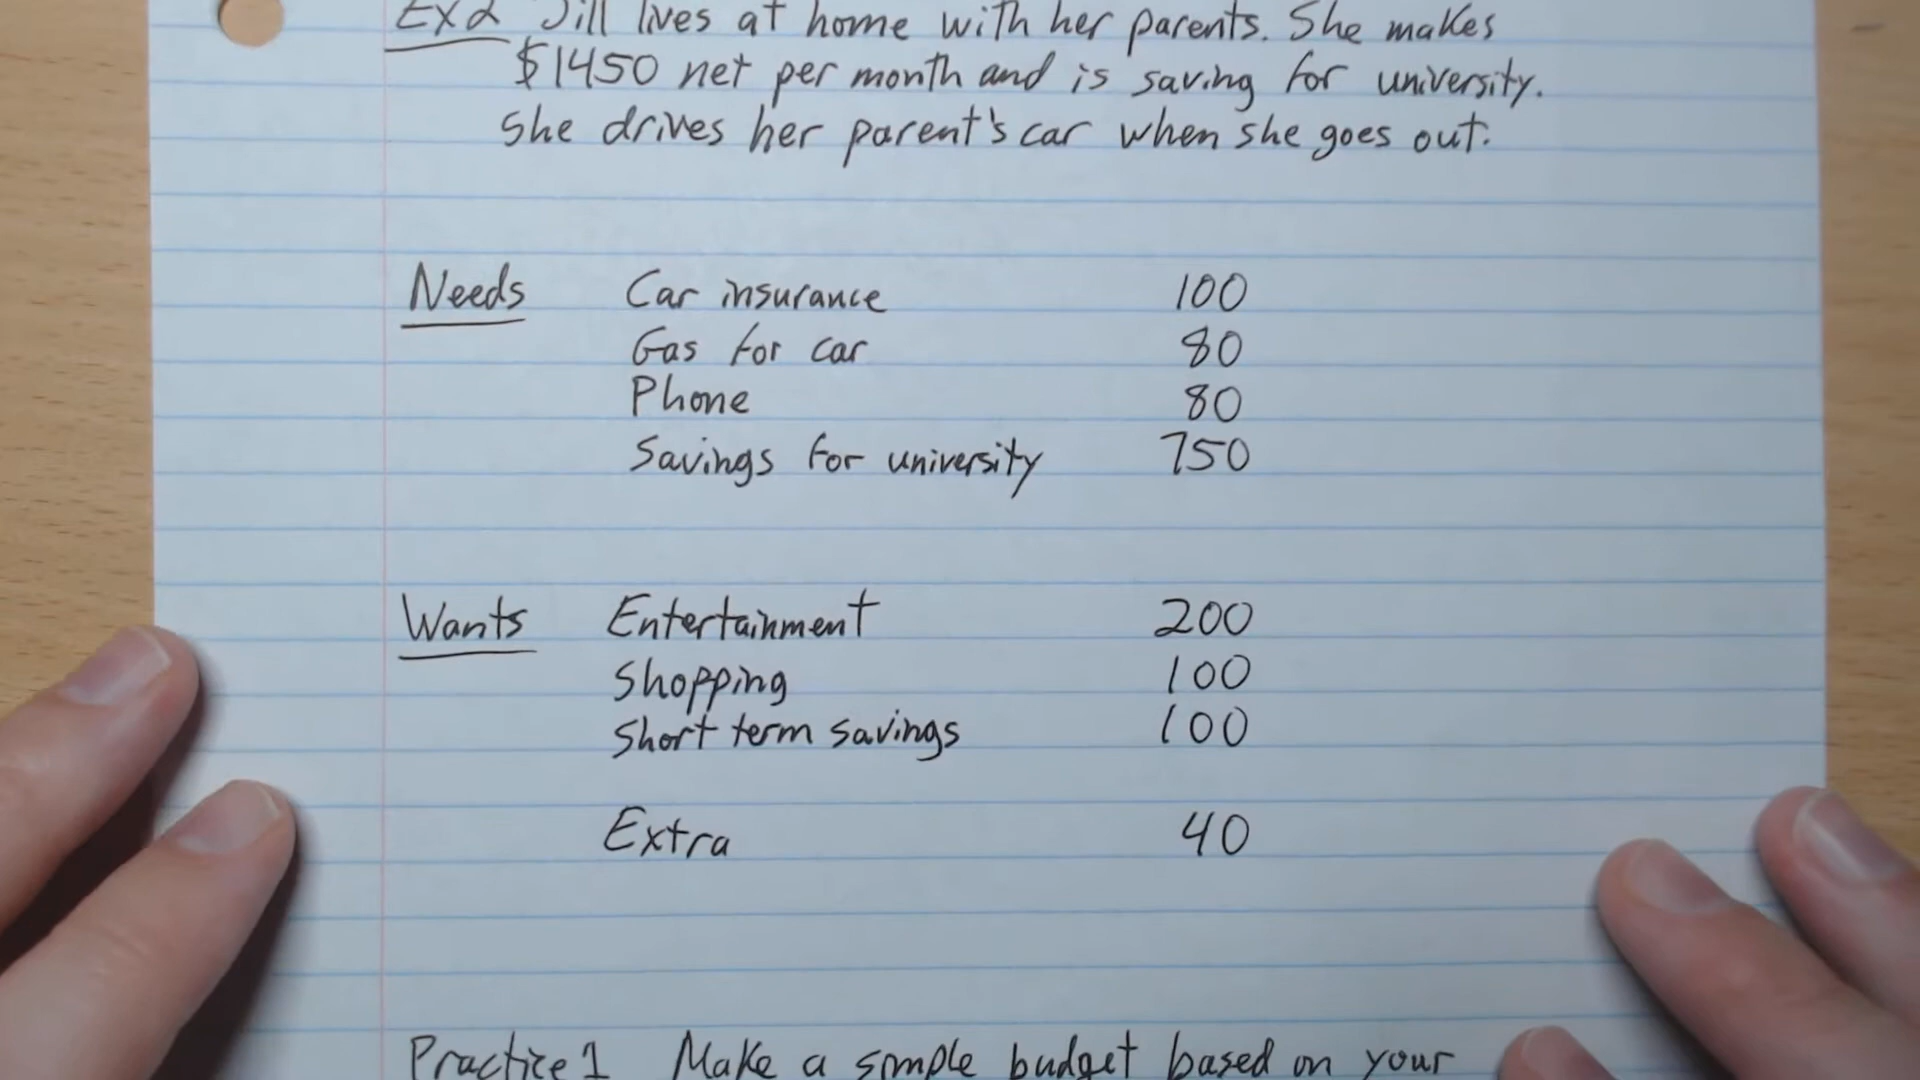 Ex2 Jill lives at home with her parents. She makes
$1450 net per month and is saving for university.
She drives her parent's car when she goes out.
Needs Car insurance 100
Gas for car 80
Phone 80
Savings for university 750
Wants Entertainment 200
Shopping 100
Short term savings 100
Extra 40
Practice 1 Make a simple budget based on your